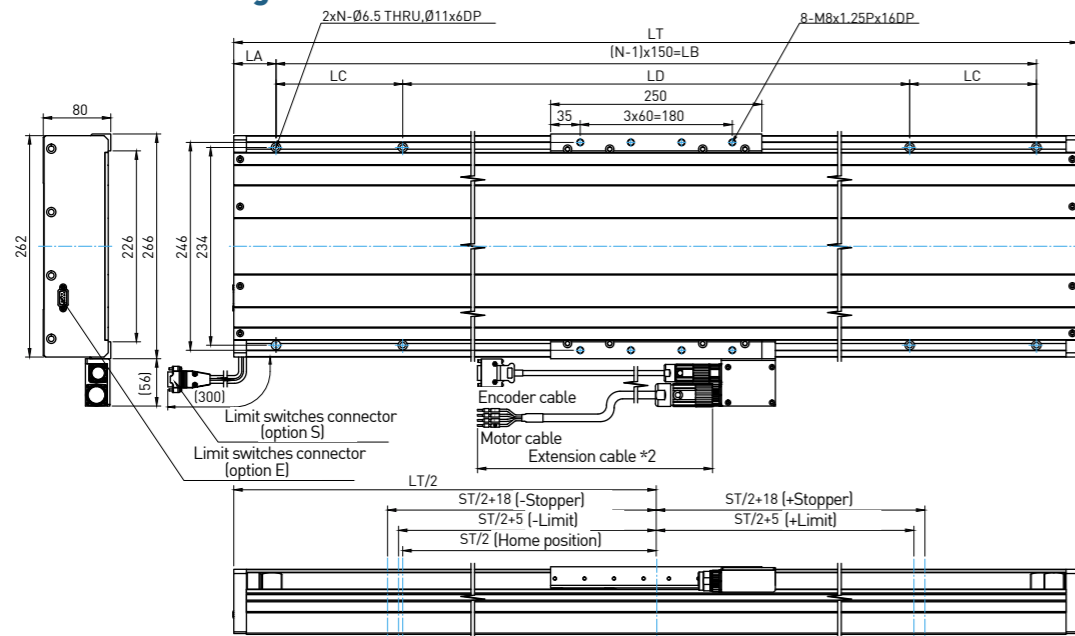 2xN-Ø6.5 THRU,Ø11x6DP
8-M8x1.25Px16DP
LT
LA
(N-1)x150=LB
LC
LD
LC
250
80
35
3x60=180
262
226
266
246
234
(56)
(300)
Encoder cable
Limit switches connector
(option S)
Motor cable
Limit switches connector
(option E)
Extension cable *2
LT/2
ST/2+18 (-Stopper)
ST/2+18 (+Stopper)
ST/2+5 (-Limit)
ST/2+5 (+Limit)
ST/2 (Home position)